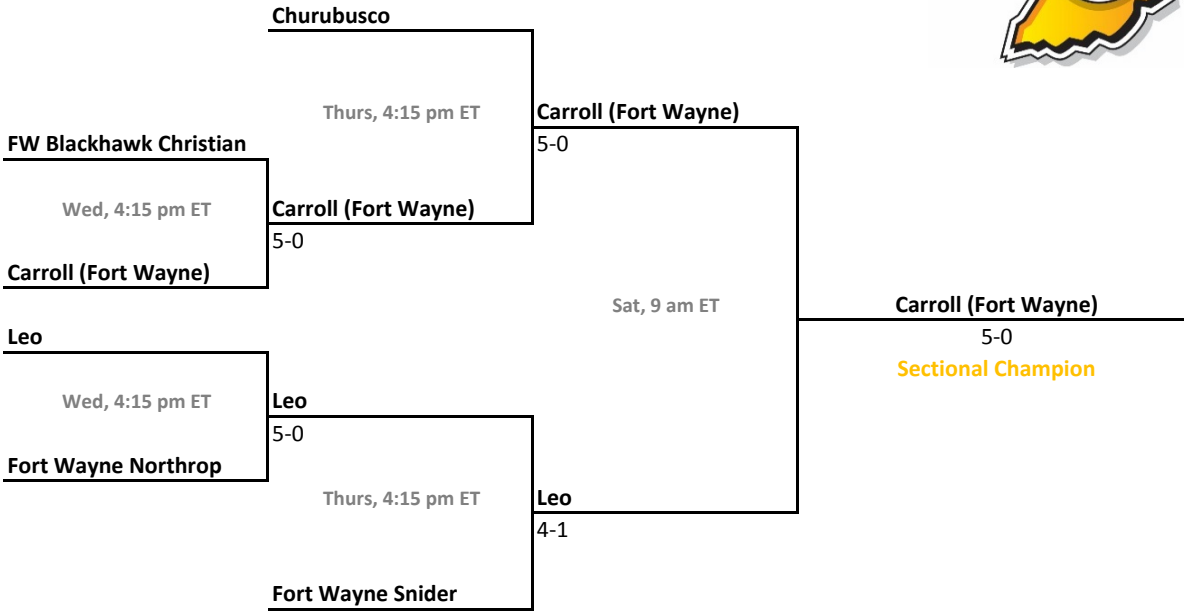 Churubusco
Thurs, 4:15 pm ET
Carroll (Fort Wayne)
5-0
FW Blackhawk Christian
Wed, 4:15 pm ET
Carroll (Fort Wayne)
5-0
Carroll (Fort Wayne)
Sat, 9 am ET
Carroll (Fort Wayne)
5-0
Sectional Champion
Leo
Wed, 4:15 pm ET
Leo
5-0
Fort Wayne Northrop
Thurs, 4:15 pm ET
Leo
4-1
Fort Wayne Snider